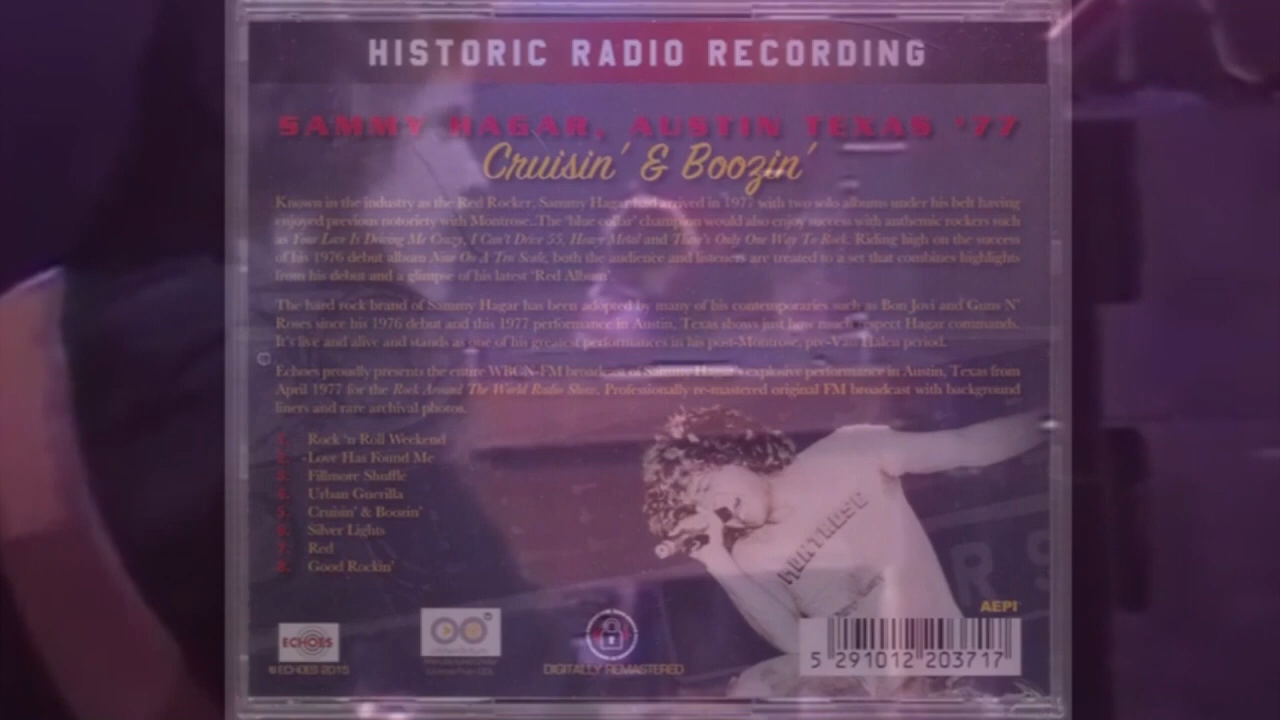 HISTORIC RADIO RECORDING
SAMMY HAGAR, AUSTIN TEXAS '77
Cruisin' & Boozin'
Known in the industry as the Red Rocker, Sammy Hagar had arrived in 1977 with two solo albums under his belt having
enjoyed previous notoriety with Montrose. The 'blue collar' champion would also enjoy success with anthemic rockers such
as Your Love Is Driving Me Crazy, I Can't Drive 55, Heavy Metal and There's Only One Way To Rock. Riding high on the success
of his 1976 debut album Nine On A Ten Scale, both the audience and listeners are treated to a set that combines highlights
from his debut and a glimpse of his latest 'Red Album'.
The hard rock brand of Sammy Hagar has been adopted by many of his contemporaries such as Bon Jovi and Guns N'
Roses since his 1976 debut and this 1977 performance in Austin, Texas shows just how much respect Hagar commands.
It's live and alive and stands as one of his greatest performances in his post-Montrose, pre-Van Halen period.
Echoes proudly presents the entire WBCN-FM broadcast of Sammy Hagar's explosive performance in Austin, Texas from
April 1977 for the Rock Around The World Radio Show. Professionally re-mastered original FM broadcast with background
liners and rare archival photos.
1. Rock 'n Roll Weekend
2. Love Has Found Me
3. Fillmore Shuffle
4. Urban Guerilla
5. Cruisin' & Boozin'
6. Silver Lights
7. Red
8. Good Rockin'
MONTROSE
AEPI
ECHOES
© ECHOES 2015
DIGITALLY REMASTERED
5 291012 203717